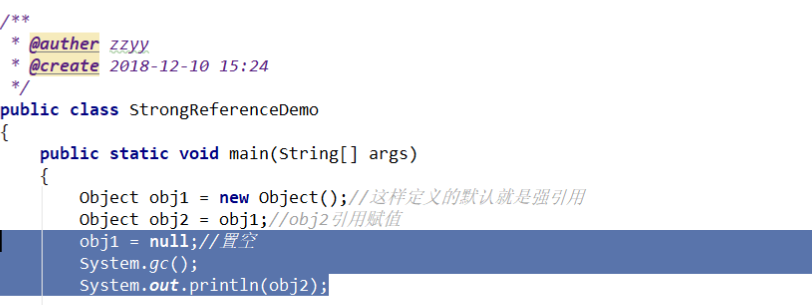 /**
 * @auther zzyy
 * @create 2018-12-10 15:24
 */
public class StrongReferenceDemo
{
    public static void main(String[] args)
    {
        Object obj1 = new Object();//这样定义的默认就是强引用
        Object obj2 = obj1;//obj2引用赋值
        obj1 = null;//置空
        System.gc();
        System.out.println(obj2);